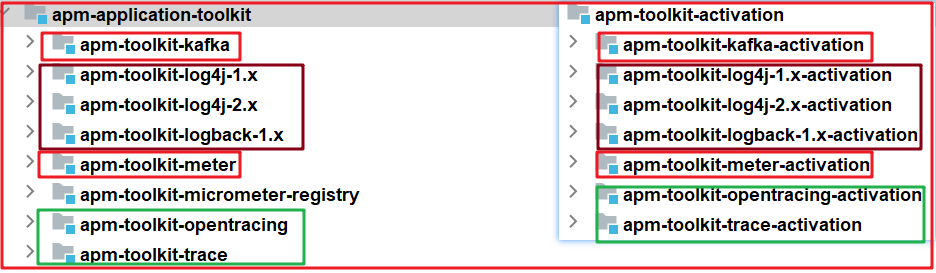 apm-application-toolkit
apm-toolkit-kafka
apm-toolkit-log4j-1.x
apm-toolkit-log4j-2.x
apm-toolkit-logback-1.x
apm-toolkit-meter
apm-toolkit-micrometer-registry
apm-toolkit-opentracing
apm-toolkit-trace
apm-toolkit-activation
apm-toolkit-kafka-activation
apm-toolkit-log4j-1.x-activation
apm-toolkit-log4j-2.x-activation
apm-toolkit-logback-1.x-activation
apm-toolkit-meter-activation
apm-toolkit-opentracing-activation
apm-toolkit-trace-activation